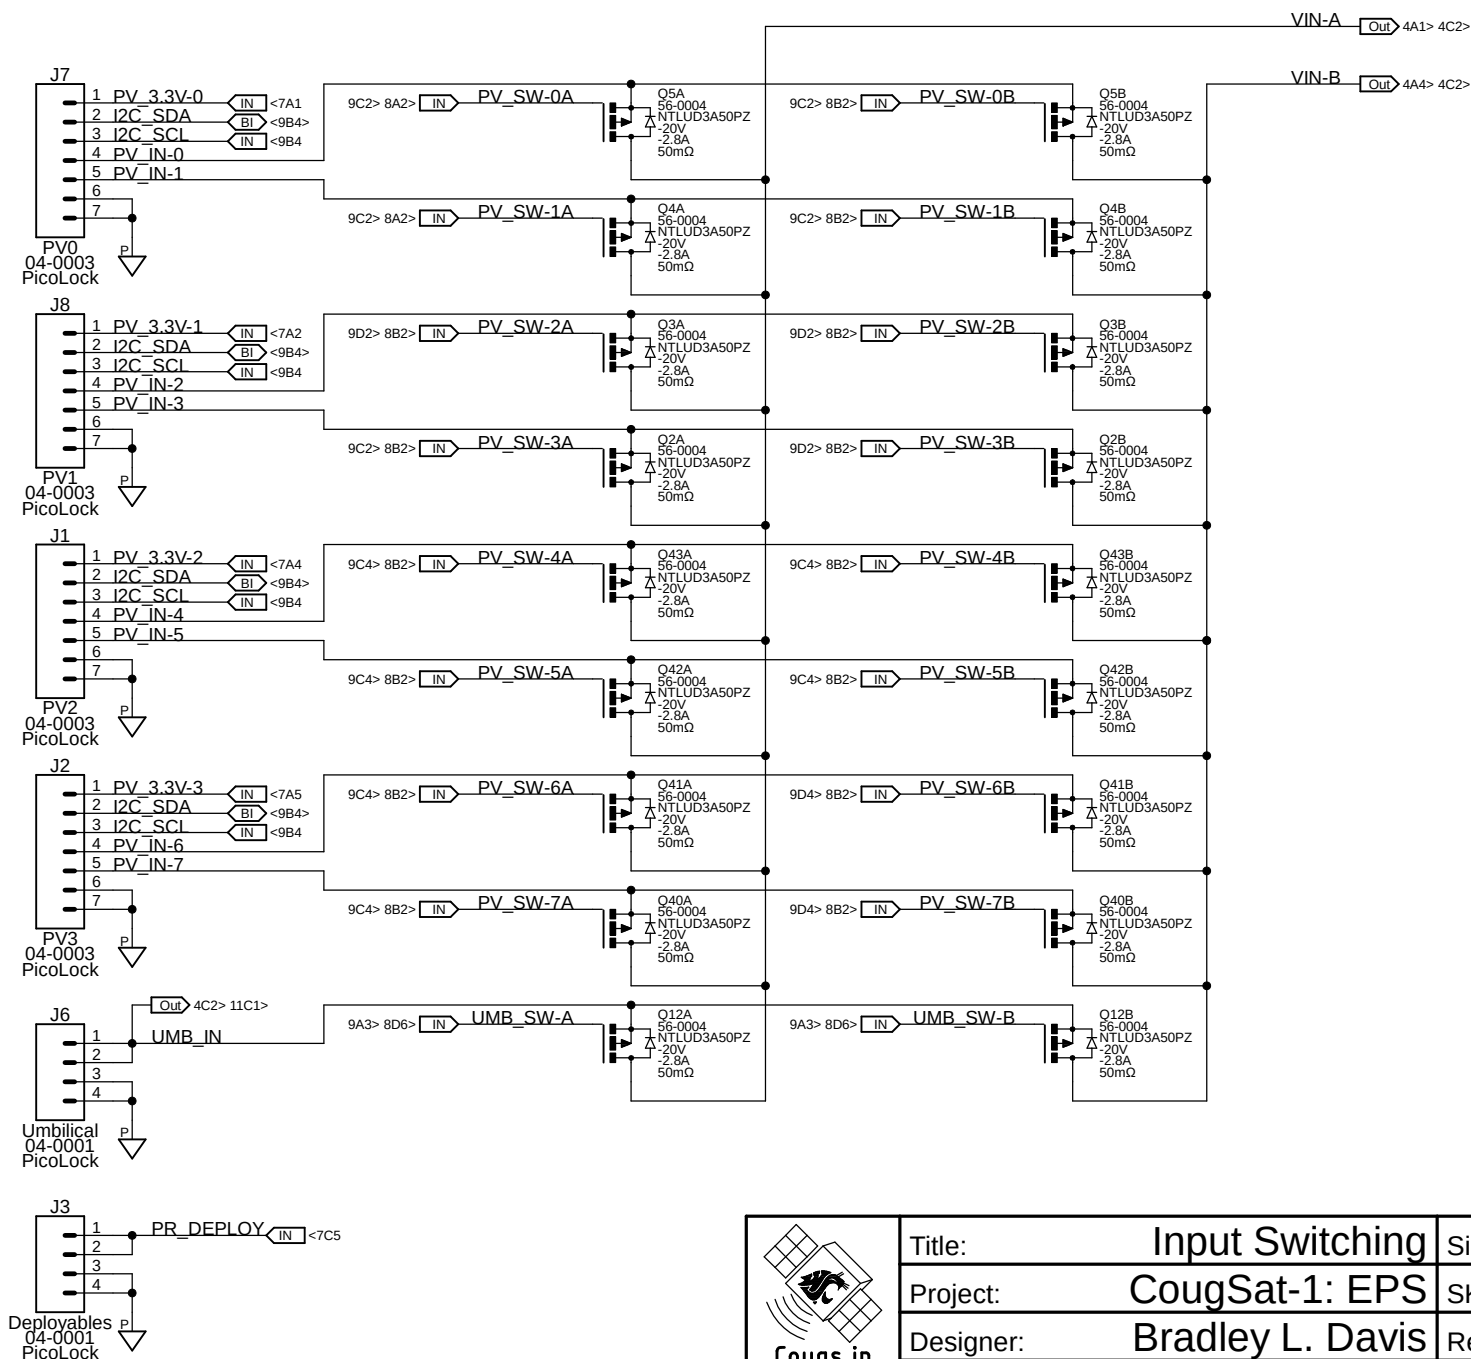 VIN-A Out 4A1> 4C2>
VIN-B Out 4A4> 4C2>
J7
1 PV_3.3V-0 IN <7A1
2 I2C_SDA BI <9B4>
3 I2C_SCL IN <9B4
4 PV_IN-0
5 PV_IN-1
6
7
P
PV0
04-0003
PicoLock
9C2> 8A2> IN PV_SW-0A
Q5A
56-0004
NTLUD3A50PZ
-20V
-2.8A
50mΩ
9C2> 8B2> IN PV_SW-0B
Q5B
56-0004
NTLUD3A50PZ
-20V
-2.8A
50mΩ
9C2> 8A2> IN PV_SW-1A
Q4A
56-0004
NTLUD3A50PZ
-20V
-2.8A
50mΩ
9C2> 8B2> IN PV_SW-1B
Q4B
56-0004
NTLUD3A50PZ
-20V
-2.8A
50mΩ
J8
1 PV_3.3V-1 IN <7A2
2 I2C_SDA BI <9B4>
3 I2C_SCL IN <9B4
4 PV_IN-2
5 PV_IN-3
6
7
P
PV1
04-0003
PicoLock
9D2> 8B2> IN PV_SW-2A
Q3A
56-0004
NTLUD3A50PZ
-20V
-2.8A
50mΩ
9D2> 8B2> IN PV_SW-2B
Q3B
56-0004
NTLUD3A50PZ
-20V
-2.8A
50mΩ
9C2> 8B2> IN PV_SW-3A
Q2A
56-0004
NTLUD3A50PZ
-20V
-2.8A
50mΩ
9D2> 8B2> IN PV_SW-3B
Q2B
56-0004
NTLUD3A50PZ
-20V
-2.8A
50mΩ
J1
1 PV_3.3V-2 IN <7A4
2 I2C_SDA BI <9B4>
3 I2C_SCL IN <9B4
4 PV_IN-4
5 PV_IN-5
6
7
P
PV2
04-0003
PicoLock
9C4> 8B2> IN PV_SW-4A
Q43A
56-0004
NTLUD3A50PZ
-20V
-2.8A
50mΩ
9C4> 8B2> IN PV_SW-4B
Q43B
56-0004
NTLUD3A50PZ
-20V
-2.8A
50mΩ
9C4> 8B2> IN PV_SW-5A
Q42A
56-0004
NTLUD3A50PZ
-20V
-2.8A
50mΩ
9C4> 8B2> IN PV_SW-5B
Q42B
56-0004
NTLUD3A50PZ
-20V
-2.8A
50mΩ
J2
1 PV_3.3V-3 IN <7A5
2 I2C_SDA BI <9B4>
3 I2C_SCL IN <9B4
4 PV_IN-6
5 PV_IN-7
6
7
P
PV3
04-0003
PicoLock
9C4> 8B2> IN PV_SW-6A
Q41A
56-0004
NTLUD3A50PZ
-20V
-2.8A
50mΩ
9D4> 8B2> IN PV_SW-6B
Q41B
56-0004
NTLUD3A50PZ
-20V
-2.8A
50mΩ
9C4> 8B2> IN PV_SW-7A
Q40A
56-0004
NTLUD3A50PZ
-20V
-2.8A
50mΩ
9D4> 8B2> IN PV_SW-7B
Q40B
56-0004
NTLUD3A50PZ
-20V
-2.8A
50mΩ
Out 4C2> 11C1>
J6
1 UMB_IN
2
3
4
P
Umbilical
04-0001
PicoLock
9A3> 8D6> IN UMB_SW-A
Q12A
56-0004
NTLUD3A50PZ
-20V
-2.8A
50mΩ
9A3> 8D6> IN UMB_SW-B
Q12B
56-0004
NTLUD3A50PZ
-20V
-2.8A
50mΩ
J3
1 PR_DEPLOY IN <7C5
2
3
4
P
Deployables
04-0001
PicoLock
Title: Input Switching
Project: CougSat-1: EPS
Designer: Bradley L. Davis
Cougs in